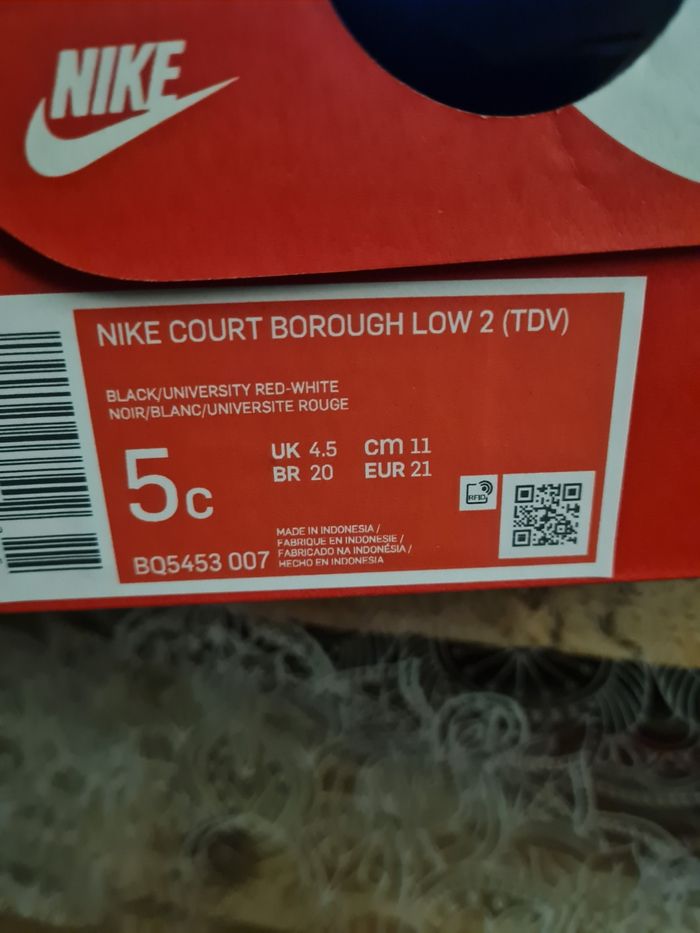 NIKE
NIKE COURT BOROUGH LOW 2 (TDV)
BLACK/UNIVERSITY RED-WHITE
NOIR/BLANC/UNIVERSITE ROUGE
5c
UK 4.5 cm 11
BR 20 EUR 21
RFID
BQ5453 007
MADE IN INDONESIA /
FABRIQUE EN INDONESIE /
FABRICADO NA INDONÉSIA /
HECHO EN INDONESIA